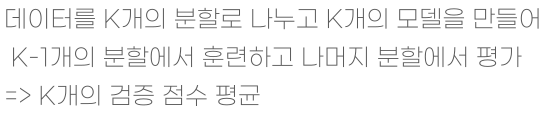 데이터를 K개의 분할로 나누고 K개의 모델을 만들어
K-1개의 분할에서 훈련하고 나머지 분할에서 평가
=> K개의 검증 점수 평균